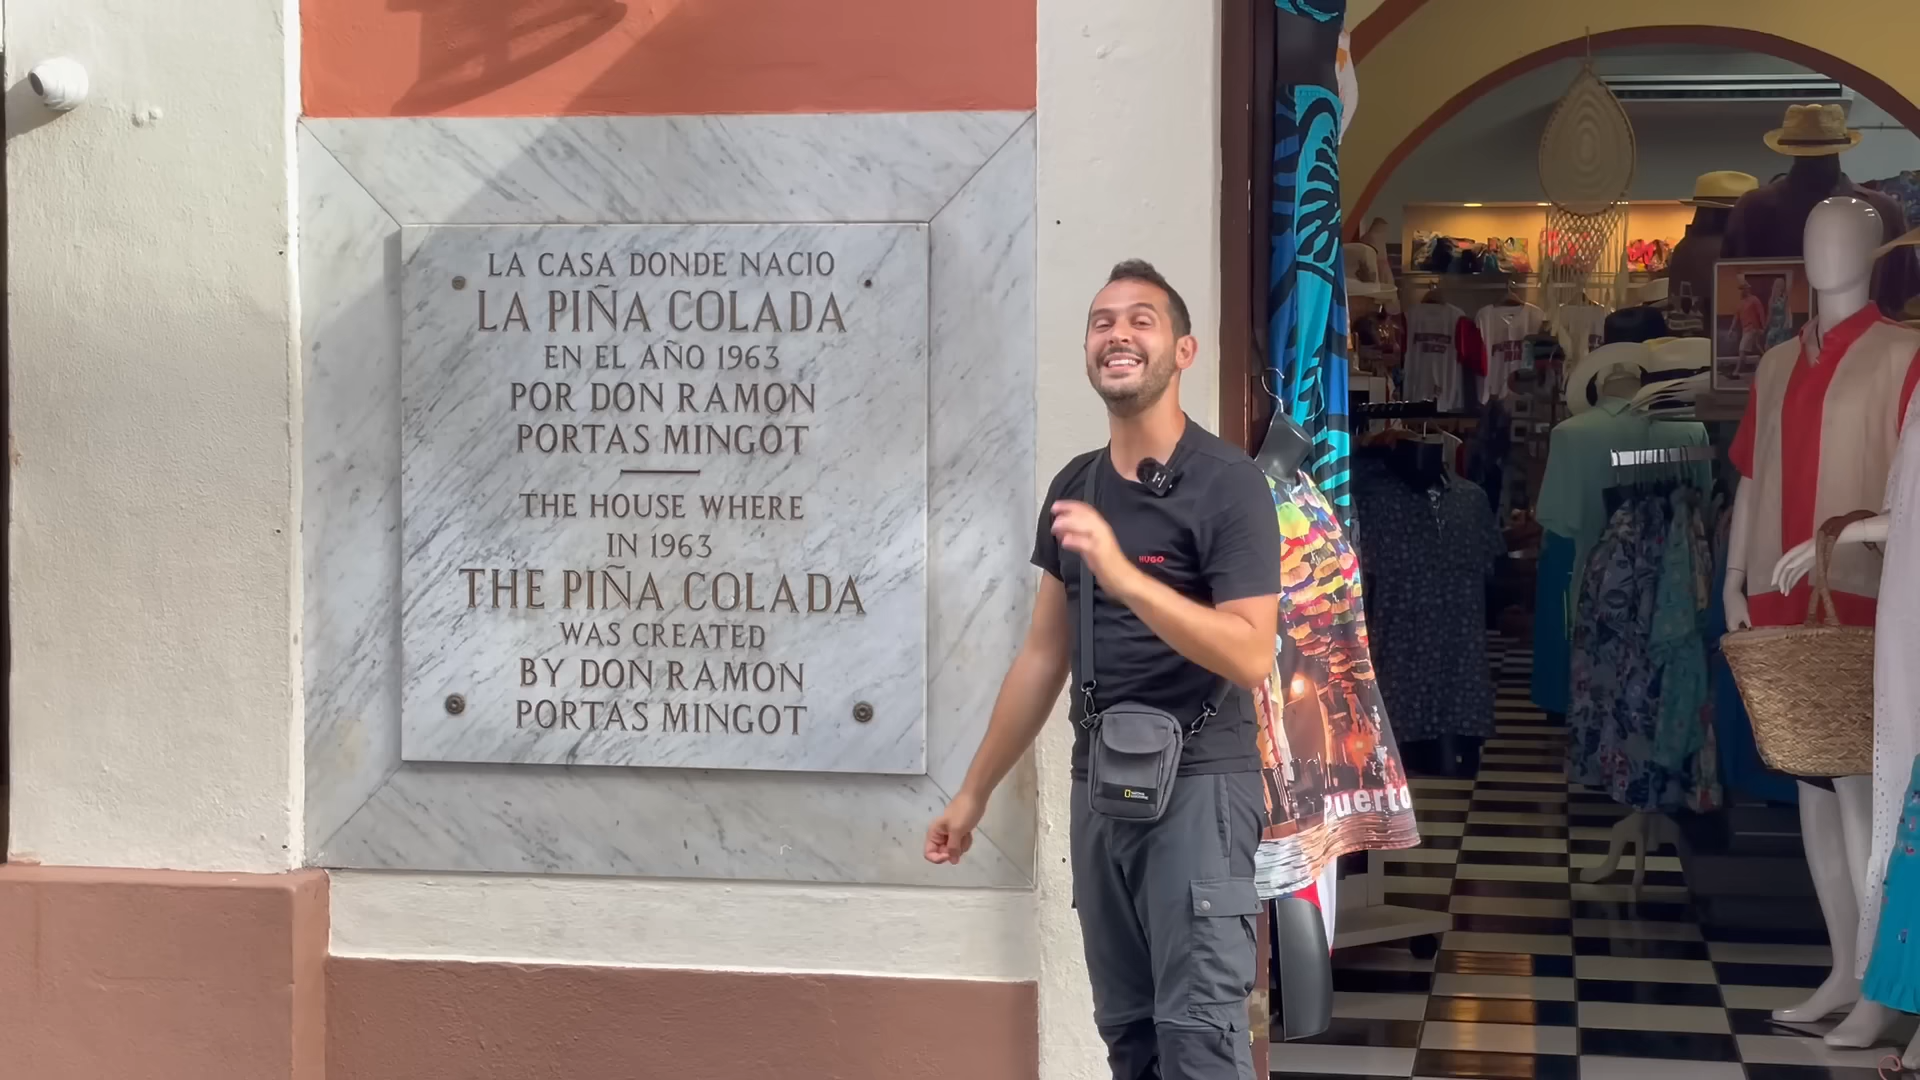 LA CASA DONDE NACIO
LA PIÑA COLADA
EN EL AÑO 1963
POR DON RAMON
PORTAS MINGOT
THE HOUSE WHERE
IN 1963
THE PIÑA COLADA
WAS CREATED
BY DON RAMON
PORTAS MINGOT
HUGO
Puerto